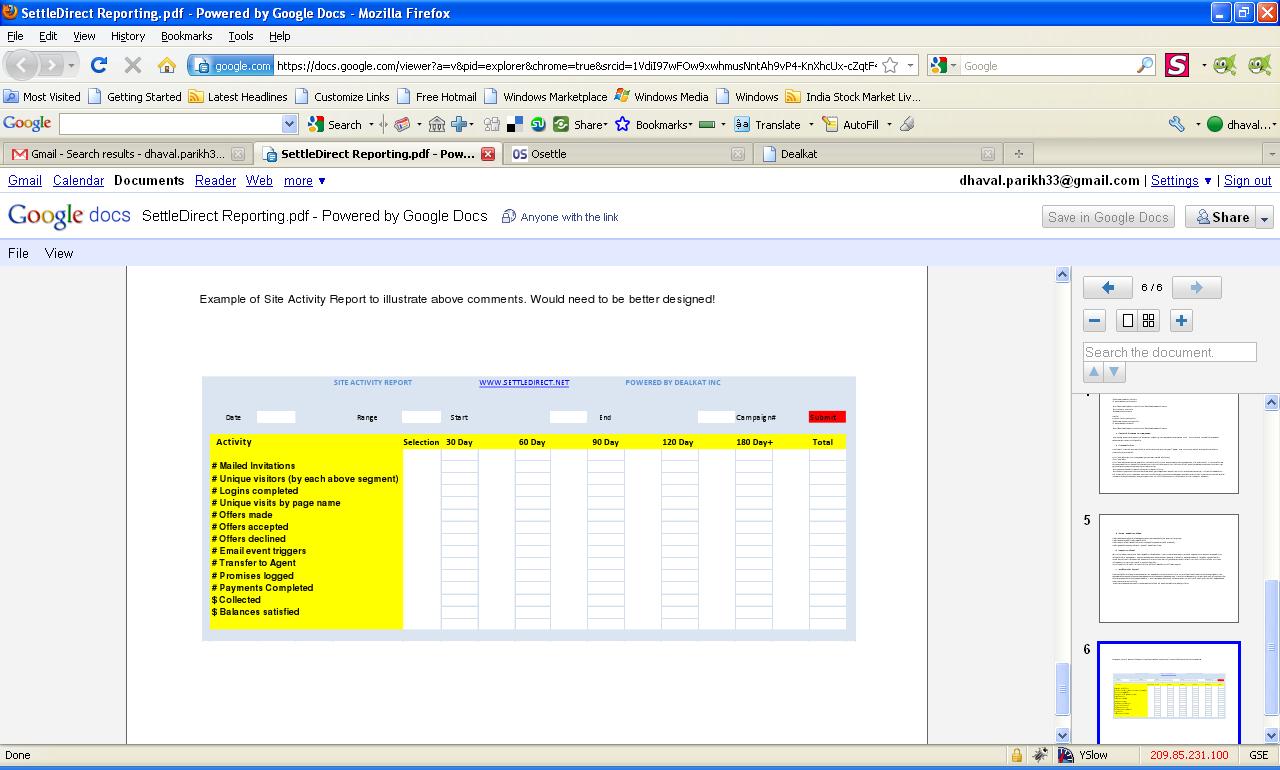 SettleDirect Reporting.pdf - Powered by Google Docs - Mozilla Firefox
File Edit View History Bookmarks Tools Help
google.com https://docs.google.com/viewer?a=v&pid=explorer&chrome=true&srcid= Google S
Most Visited Getting Started Latest Headlines Customize Links Free Hotmail Windows Marketplace Windows Media Windows India Stock Market Liv...
Google Search Share Bookmarks Translate AutoFill dhaval...
Gmail - Search results - dhaval.parikh3... SettleDirect Reporting.pdf - Pow... OS Osettle Dealkat
Gmail Calendar Documents Reader Web more ▼ dhaval.parikh33@gmail.com | Settings ▼ | Sign out
Google docs SettleDirect Reporting.pdf - Powered by Google Docs Anyone with the link Save in Google Docs Share
File View
6 / 6
Search the document.
Example of Site Activity Report to illustrate above comments. Would need to be better designed!
SITE ACTIVITY REPORT WWW.SETTLEDIRECT.NET POWERED BY DEALKAT INC
Date Range Start End Campaign# Submit
Activity Selection 30 Day 60 Day 90 Day 120 Day 180 Day+ Total
# Mailed Invitations
# Unique visitors (by each above segment)
# Logins completed
# Unique visits by page name
# Offers made
# Offers accepted
# Offers declined
# Email event triggers
# Transfer to Agent
# Promises logged
# Payments Completed
$ Collected
$ Balances satisfied
5
6
Done YSlow 209.85.231.100 GSE